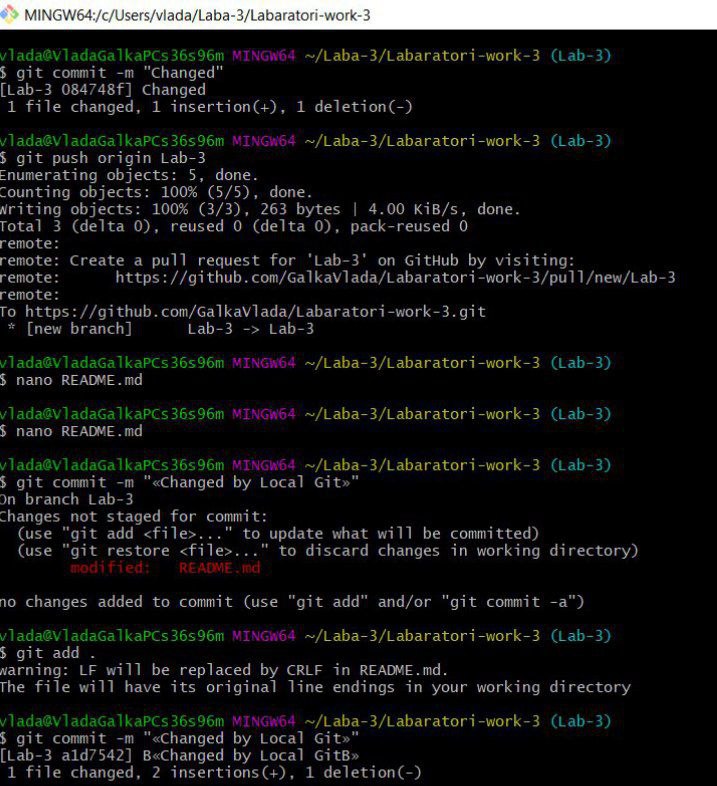 MINGW64:/c/Users/vlada/Laba-3/Labaratori-work-3
vlada@VladaGalkaPCs36s96m MINGW64 ~/Laba-3/Labaratori-work-3 (Lab-3)
$ git commit -m "Changed"
[Lab-3 084748f] Changed
 1 file changed, 1 insertion(+), 1 deletion(-)
vlada@VladaGalkaPCs36s96m MINGW64 ~/Laba-3/Labaratori-work-3 (Lab-3)
$ git push origin Lab-3
Enumerating objects: 5, done.
Counting objects: 100% (5/5), done.
Writing objects: 100% (3/3), 263 bytes | 4.00 KiB/s, done.
Total 3 (delta 0), reused 0 (delta 0), pack-reused 0
remote:
remote: Create a pull request for 'Lab-3' on GitHub by visiting:
remote:      https://github.com/GalkaVlada/Labaratori-work-3/pull/new/Lab-3
remote:
To https://github.com/GalkaVlada/Labaratori-work-3.git
 * [new branch]      Lab-3 -> Lab-3
vlada@VladaGalkaPCs36s96m MINGW64 ~/Laba-3/Labaratori-work-3 (Lab-3)
$ nano README.md
vlada@VladaGalkaPCs36s96m MINGW64 ~/Laba-3/Labaratori-work-3 (Lab-3)
$ nano README.md
vlada@VladaGalkaPCs36s96m MINGW64 ~/Laba-3/Labaratori-work-3 (Lab-3)
$ git commit -m "«Changed by Local Git»"
On branch Lab-3
Changes not staged for commit:
  (use "git add <file>..." to update what will be committed)
  (use "git restore <file>..." to discard changes in working directory)
        modified:   README.md
no changes added to commit (use "git add" and/or "git commit -a")
vlada@VladaGalkaPCs36s96m MINGW64 ~/Laba-3/Labaratori-work-3 (Lab-3)
$ git add .
warning: LF will be replaced by CRLF in README.md.
The file will have its original line endings in your working directory
vlada@VladaGalkaPCs36s96m MINGW64 ~/Laba-3/Labaratori-work-3 (Lab-3)
$ git commit -m "«Changed by Local Git»"
[Lab-3 a1d7542] В«Changed by Local GitВ»
 1 file changed, 2 insertions(+), 1 deletion(-)